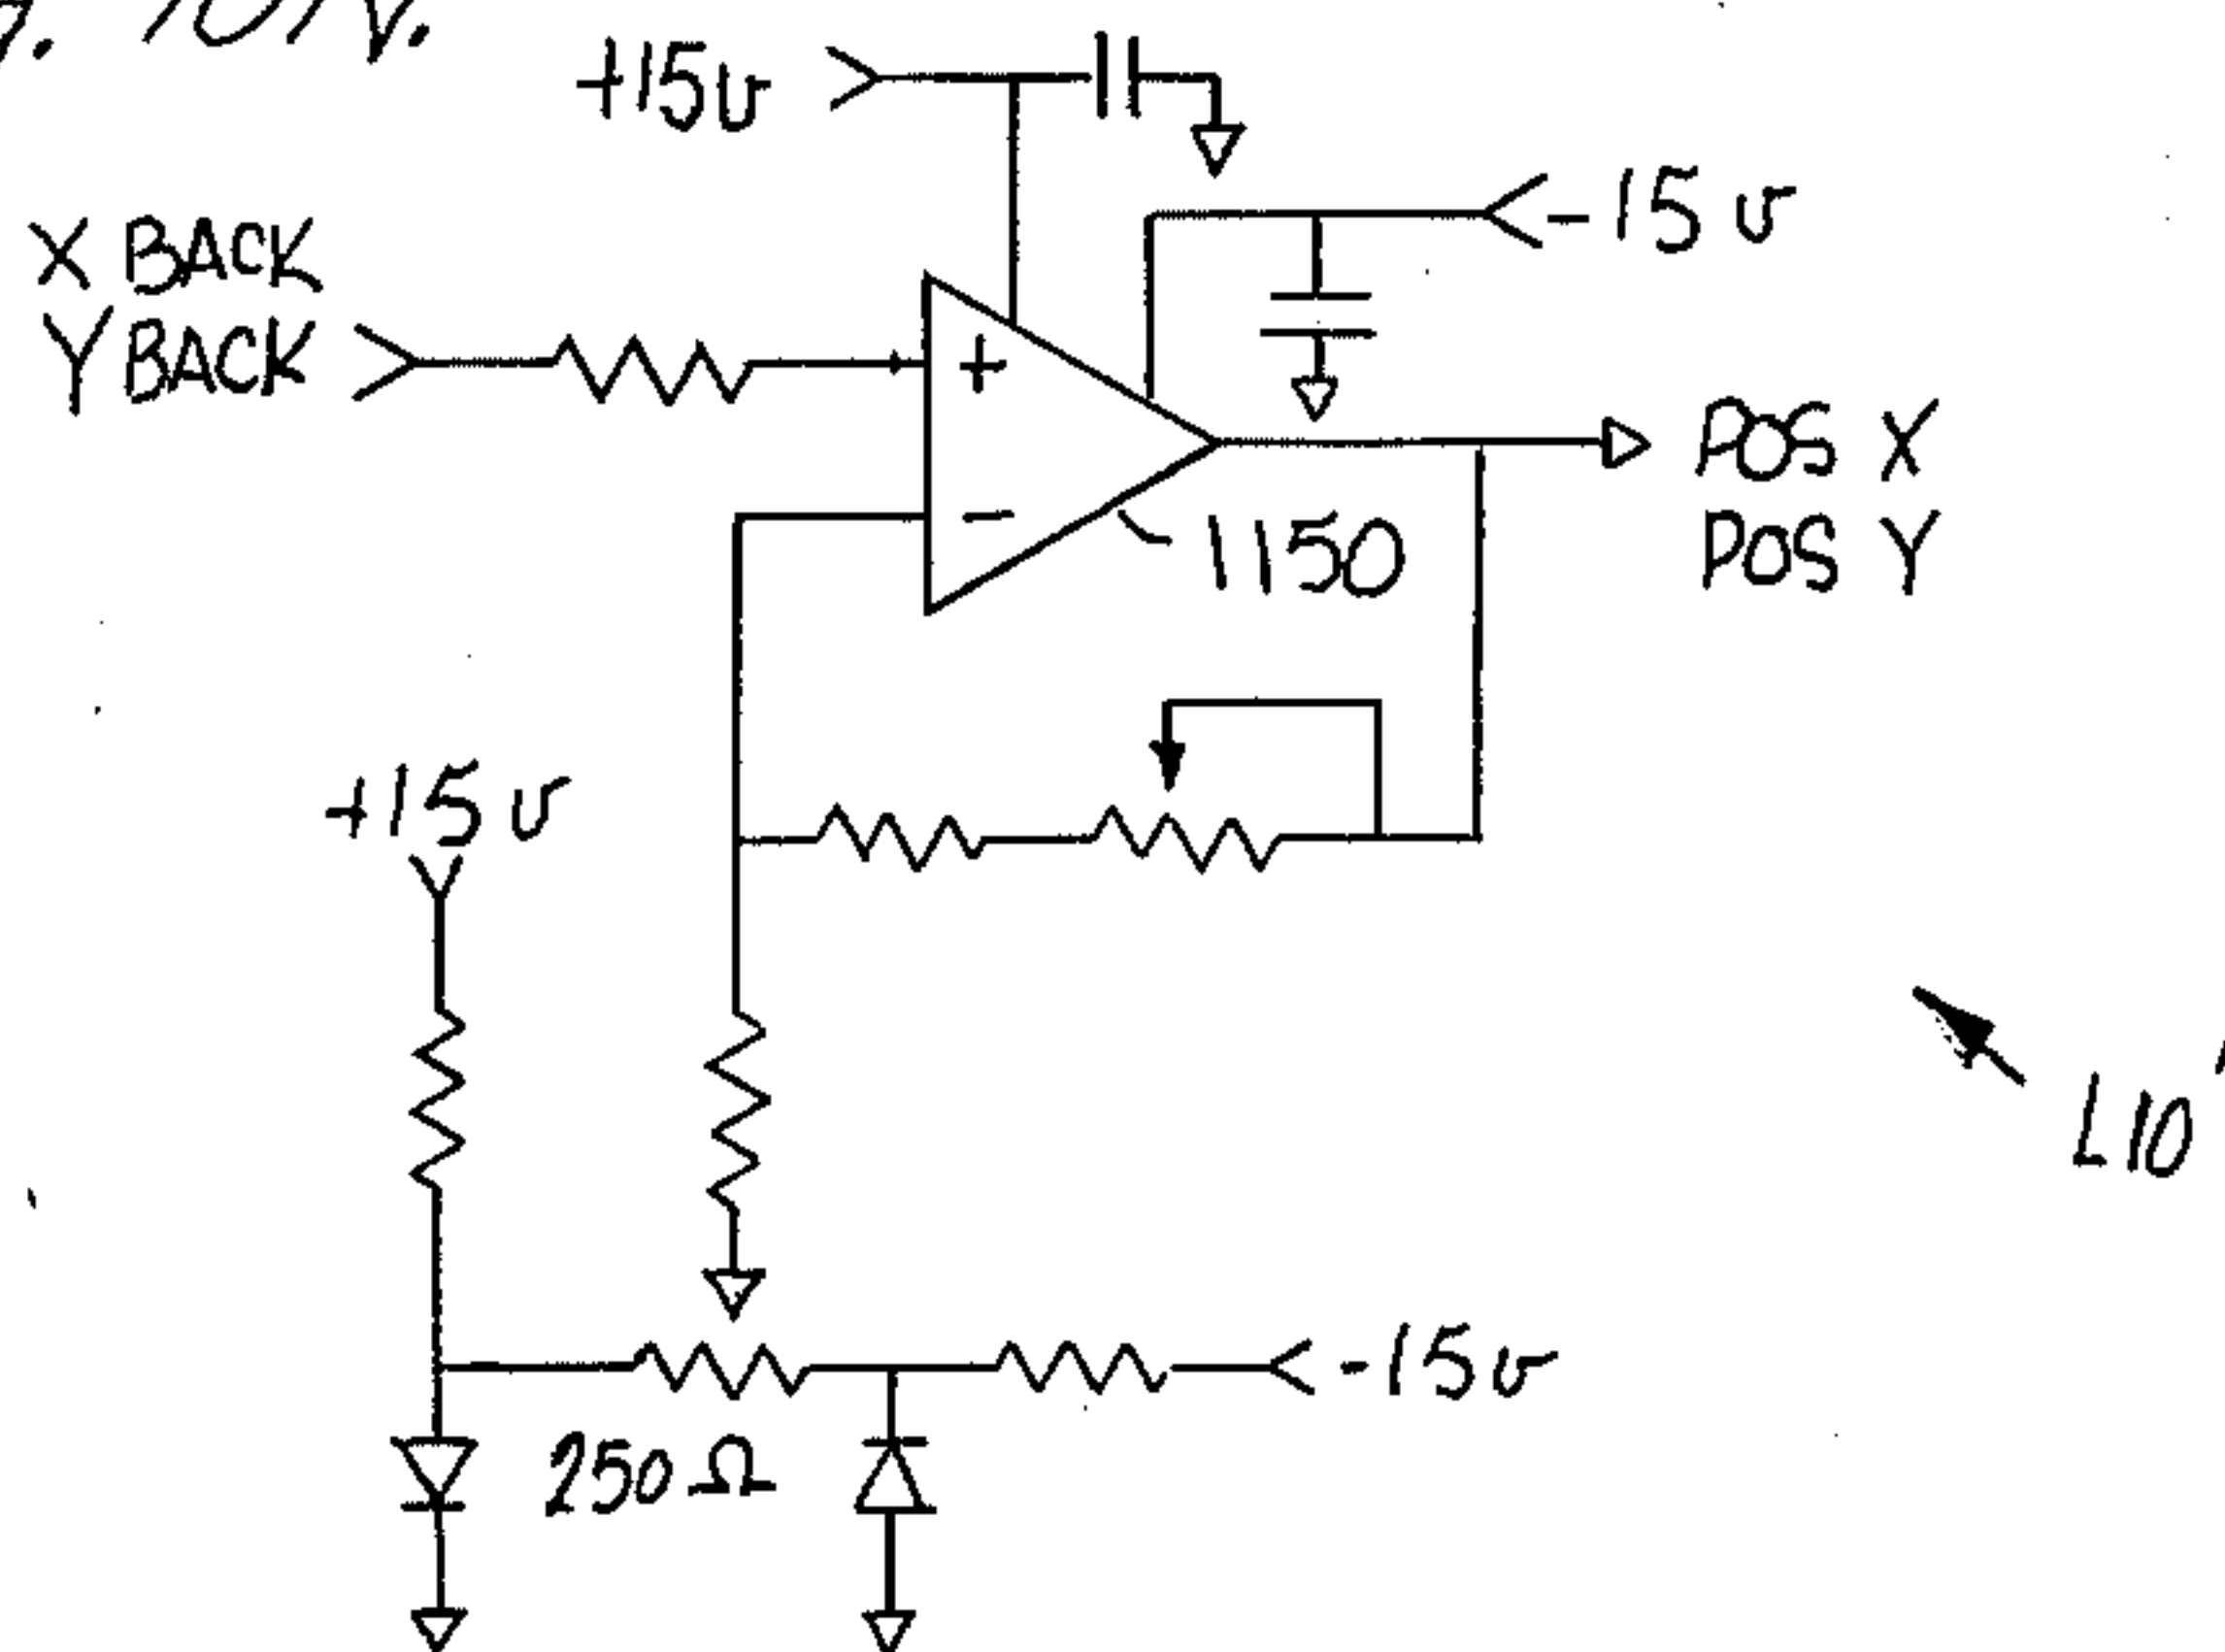 +15v
-15v
X BACK
Y BACK
+
-
1150
POS X
POS Y
+15v
L10
-15v
250Ω